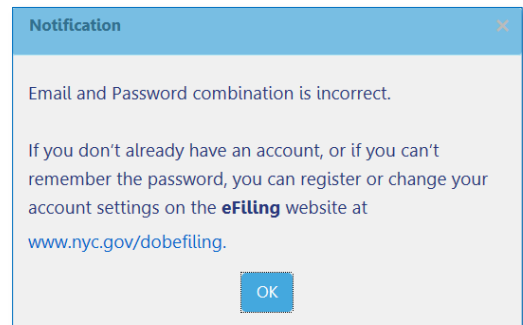 Notification
Email and Password combination is incorrect.
If you don't already have an account, or if you can't
remember the password, you can register or change your
account settings on the eFiling website at
www.nyc.gov/dobefiling.
OK